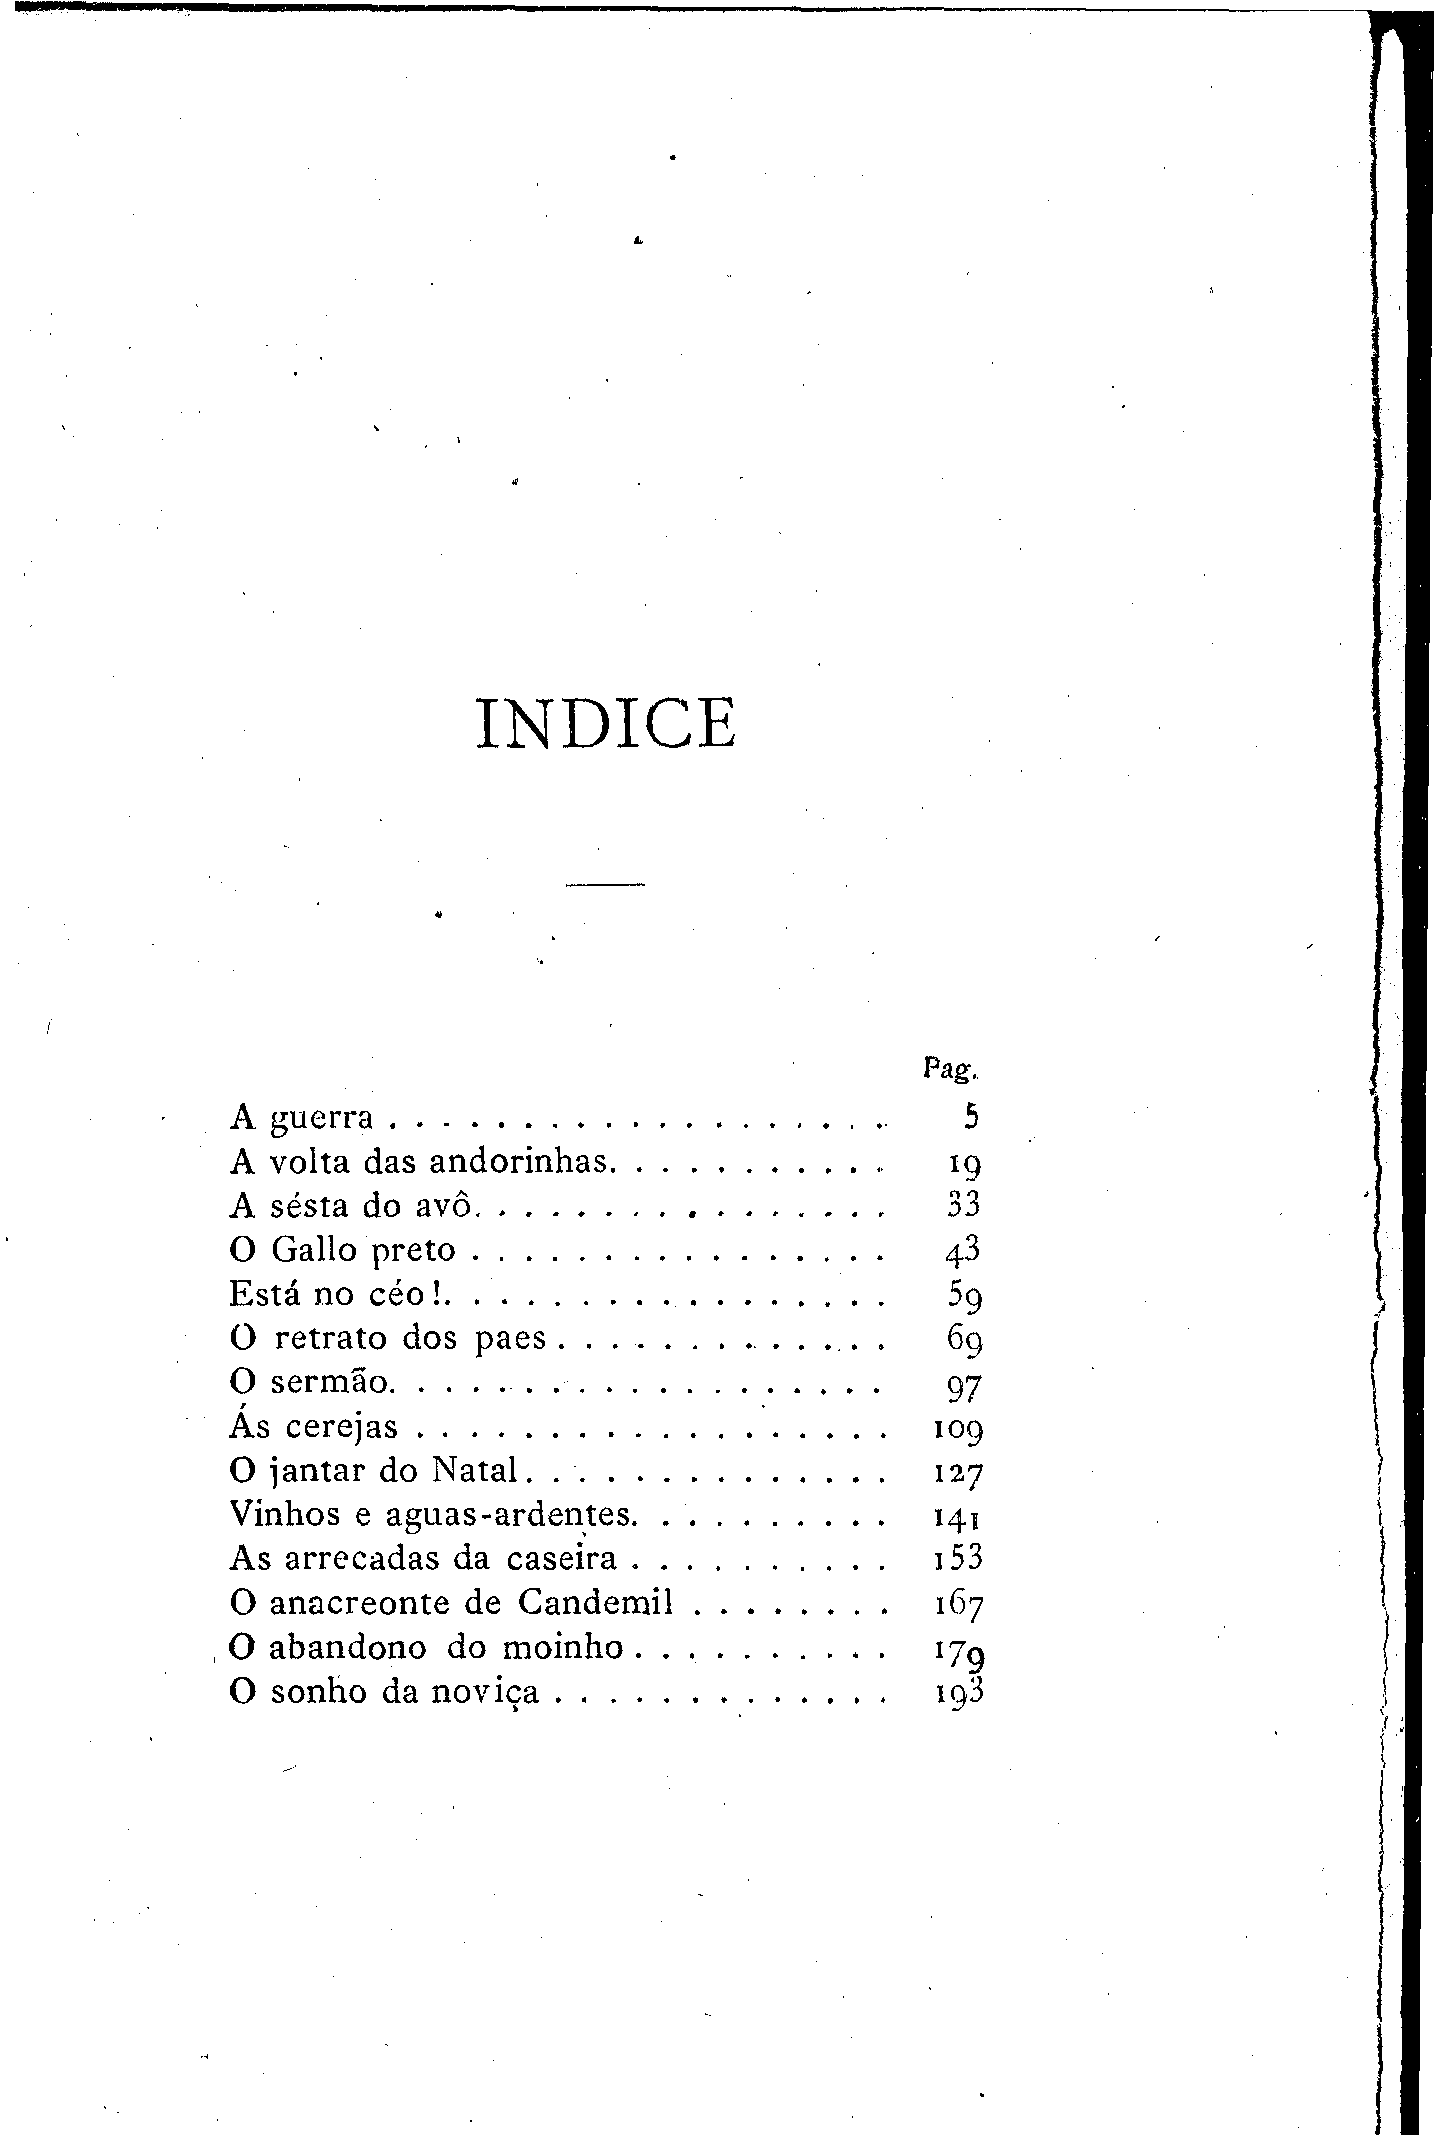 INDICE
Pag.
A guerra . . . . . . . . . . . . . . . . . . . 5
A volta das andorinhas. . . . . . . . . . . 19
A sésta do avô. . . . . . . . . . . . . . . . 33
O Gallo preto . . . . . . . . . . . . . . . . 43
Está no céo!. . . . . . . . . . . . . . . . . 59
O retrato dos paes . . . . . . . . . . . . . 69
O sermão. . . . . . . . . . . . . . . . . . . 97
Ás cerejas . . . . . . . . . . . . . . . . . . 109
O jantar do Natal. . . . . . . . . . . . . . 127
Vinhos e aguas-ardentes. . . . . . . . . . 141
As arrecadas da caseira . . . . . . . . . . 153
O anacreonte de Candemil . . . . . . . . 167
O abandono do moinho . . . . . . . . . . 179
O sonho da noviça . . . . . . . . . . . . . 193